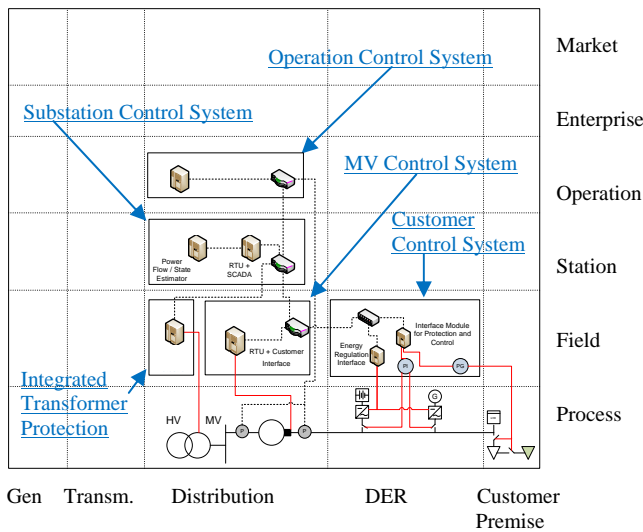 Market
Operation Control System
Enterprise
Substation Control System
MV Control System
Operation
Customer
Control System
Power
Flow / State
Estimator
RTU +
SCADA
Station
Interface Module
for Protection and
Control
RTU + Customer
Interface
Energy
Regulation
Interface
Field
PI
PG
Integrated
Transformer
Protection
HV
MV
P
P
G
Process
Gen
Transm.
Distribution
DER
Customer
Premise